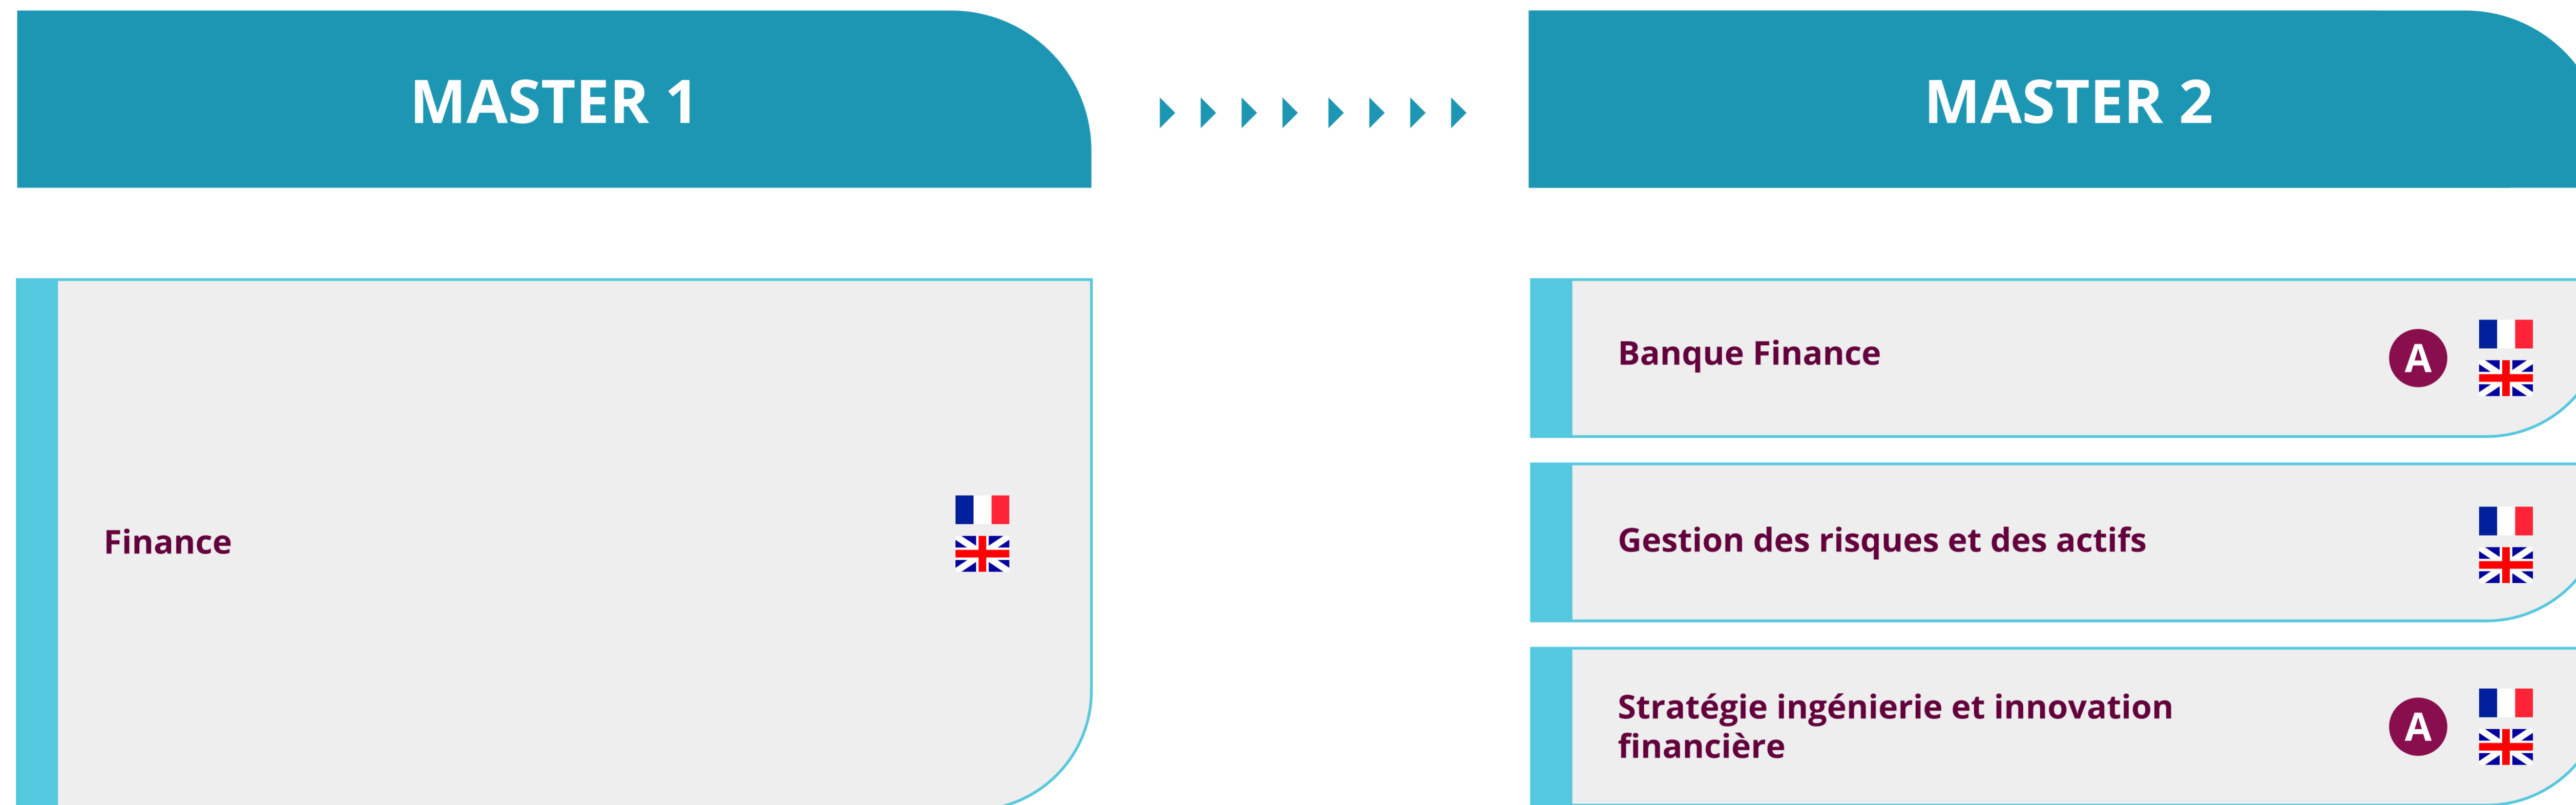 MASTER 1
MASTER 2
Finance
Banque Finance
A
Gestion des risques et des actifs
Stratégie ingénierie et innovation
financière
A